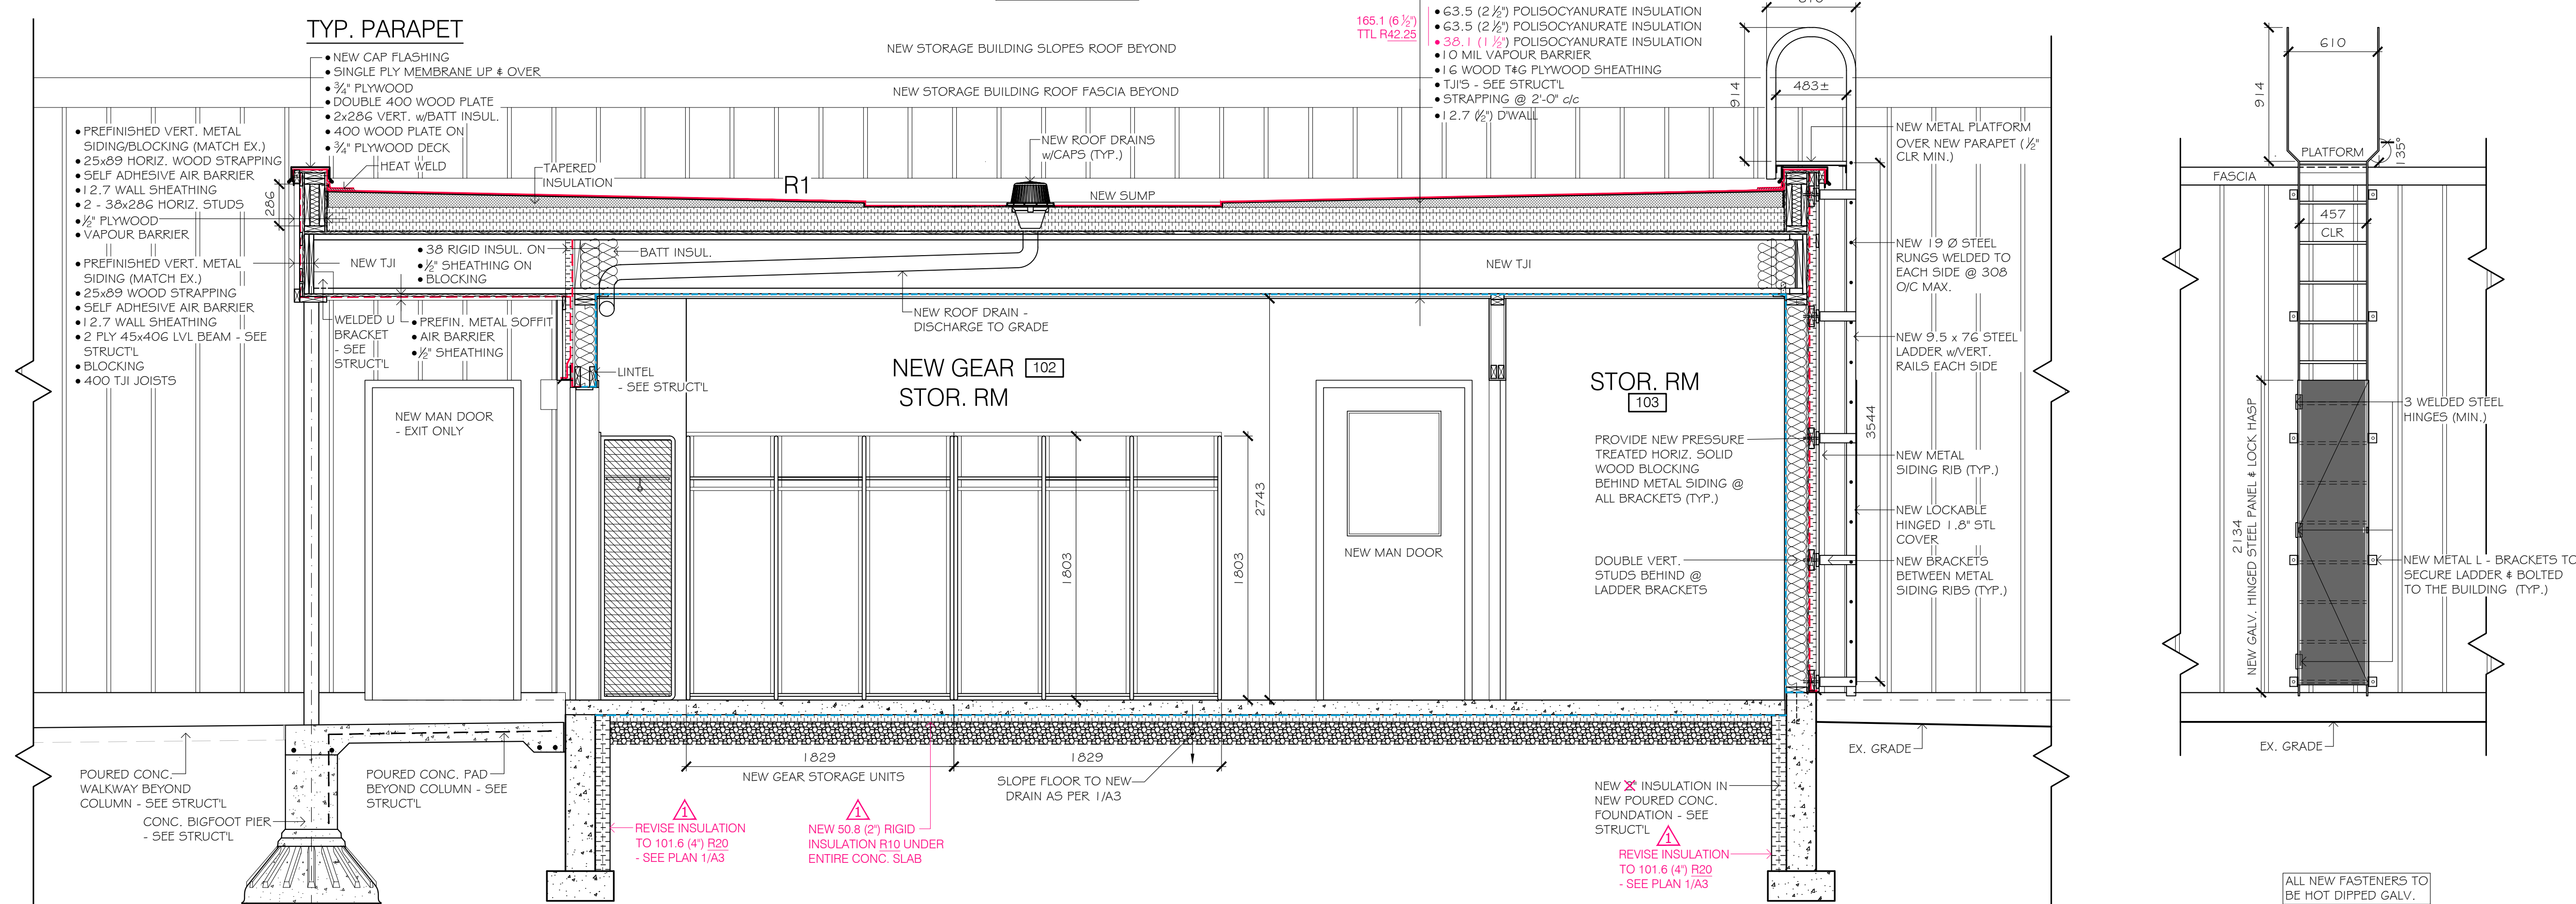 TYP. PARAPET
• NEW CAP FLASHING
• SINGLE PLY MEMBRANE UP & OVER
• 3/4" PLYWOOD
• DOUBLE 400 WOOD PLATE
• 2x286 VERT. w/BATT INSUL.
• 400 WOOD PLATE ON
• 3/4" PLYWOOD DECK
HEAT WELD
• PREFINISHED VERT. METAL
SIDING/BLOCKING (MATCH EX.)
• 25x89 HORIZ. WOOD STRAPPING
• SELF ADHESIVE AIR BARRIER
• 12.7 WALL SHEATHING
• 2 - 38x286 HORIZ. STUDS
• 1/2" PLYWOOD
• VAPOUR BARRIER
286
• PREFINISHED VERT. METAL
SIDING (MATCH EX.)
• 25x89 WOOD STRAPPING
• SELF ADHESIVE AIR BARRIER
• 12.7 WALL SHEATHING
• 2 PLY 45x406 LVL BEAM - SEE
STRUCT'L
• BLOCKING
• 400 TJI JOISTS
NEW TJI
WELDED U
BRACKET
- SEE
STRUCT'L
• 38 RIGID INSUL. ON
• 1/2" SHEATHING ON
• BLOCKING
• PREFIN. METAL SOFFIT
• AIR BARRIER
• 1/2" SHEATHING
BATT INSUL.
TAPERED
INSULATION
NEW STORAGE BUILDING SLOPES ROOF BEYOND
NEW STORAGE BUILDING ROOF FASCIA BEYOND
R1
NEW ROOF DRAINS
w/CAPS (TYP.)
NEW SUMP
165.1 (6 1/2")
TTL R42.25
• 63.5 (2 1/2") POLISOCYANURATE INSULATION
• 63.5 (2 1/2") POLISOCYANURATE INSULATION
• 38.1 (1 1/2") POLISOCYANURATE INSULATION
• 10 MIL VAPOUR BARRIER
• 16 WOOD T&G PLYWOOD SHEATHING
• TJI'S - SEE STRUCT'L
• STRAPPING @ 2'-0" c/c
• 12.7 (1/2") D'WALL
NEW TJI
NEW ROOF DRAIN -
DISCHARGE TO GRADE
LINTEL
- SEE STRUCT'L
NEW GEAR 102
STOR. RM
STOR. RM
103
NEW MAN DOOR
- EXIT ONLY
NEW MAN DOOR
1803
1803
2743
PROVIDE NEW PRESSURE
TREATED HORIZ. SOLID
WOOD BLOCKING
BEHIND METAL SIDING @
ALL BRACKETS (TYP.)
DOUBLE VERT.
STUDS BEHIND @
LADDER BRACKETS
914
483±
3544
NEW METAL PLATFORM
OVER NEW PARAPET (1/2"
CLR MIN.)
NEW 19 Ø STEEL
RUNGS WELDED TO
EACH SIDE @ 308
O/C MAX.
NEW 9.5 x 76 STEEL
LADDER w/VERT.
RAILS EACH SIDE
NEW METAL
SIDING RIB (TYP.)
NEW LOCKABLE
HINGED 1.8" STL
COVER
NEW BRACKETS
BETWEEN METAL
SIDING RIBS (TYP.)
EX. GRADE
POURED CONC.
WALKWAY BEYOND
COLUMN - SEE STRUCT'L
CONC. BIGFOOT PIER
- SEE STRUCT'L
POURED CONC. PAD
BEYOND COLUMN - SEE
STRUCT'L
1829
1829
NEW GEAR STORAGE UNITS
SLOPE FLOOR TO NEW
DRAIN AS PER 1/A3
1
REVISE INSULATION
TO 101.6 (4") R20
- SEE PLAN 1/A3
1
NEW 50.8 (2") RIGID
INSULATION R10 UNDER
ENTIRE CONC. SLAB
NEW 2" INSULATION IN
NEW POURED CONC.
FOUNDATION - SEE
STRUCT'L
1
REVISE INSULATION
TO 101.6 (4") R20
- SEE PLAN 1/A3
610
914
PLATFORM
135°
FASCIA
457
CLR
3 WELDED STEEL
HINGES (MIN.)
2134
NEW GALV. HINGED STEEL PANEL & LOCK HASP
NEW METAL L - BRACKETS TO
SECURE LADDER & BOLTED
TO THE BUILDING (TYP.)
EX. GRADE
ALL NEW FASTENERS TO
BE HOT DIPPED GALV.